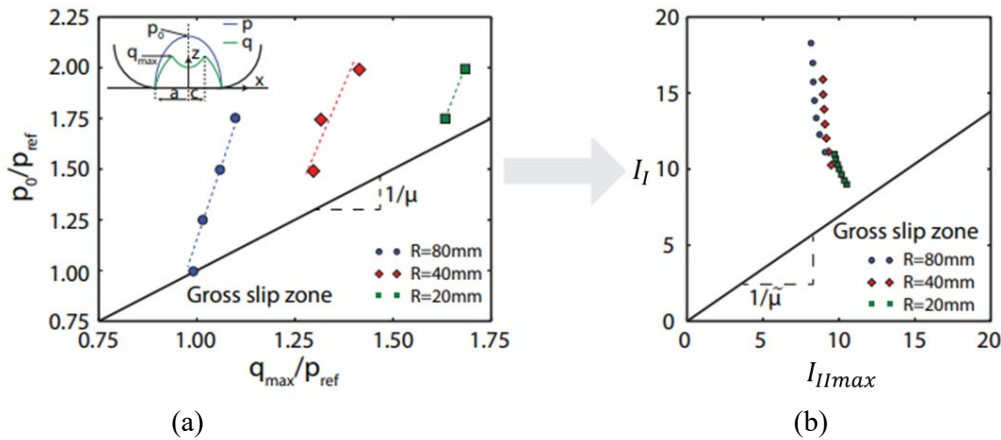 2.25
2.00
1.75
1.50
1.25
1.00
0.75
p₀/p_ref
p₀
p
q
q_max
z
x
a
c
1/μ
R=80mm
R=40mm
R=20mm
Gross slip zone
0.75
1.00
1.25
1.50
1.75
q_max/p_ref
(a)
20
15
10
5
0
I_I
Gross slip zone
R=80mm
R=40mm
R=20mm
1/μ̃
0
5
10
15
20
I_IImax
(b)